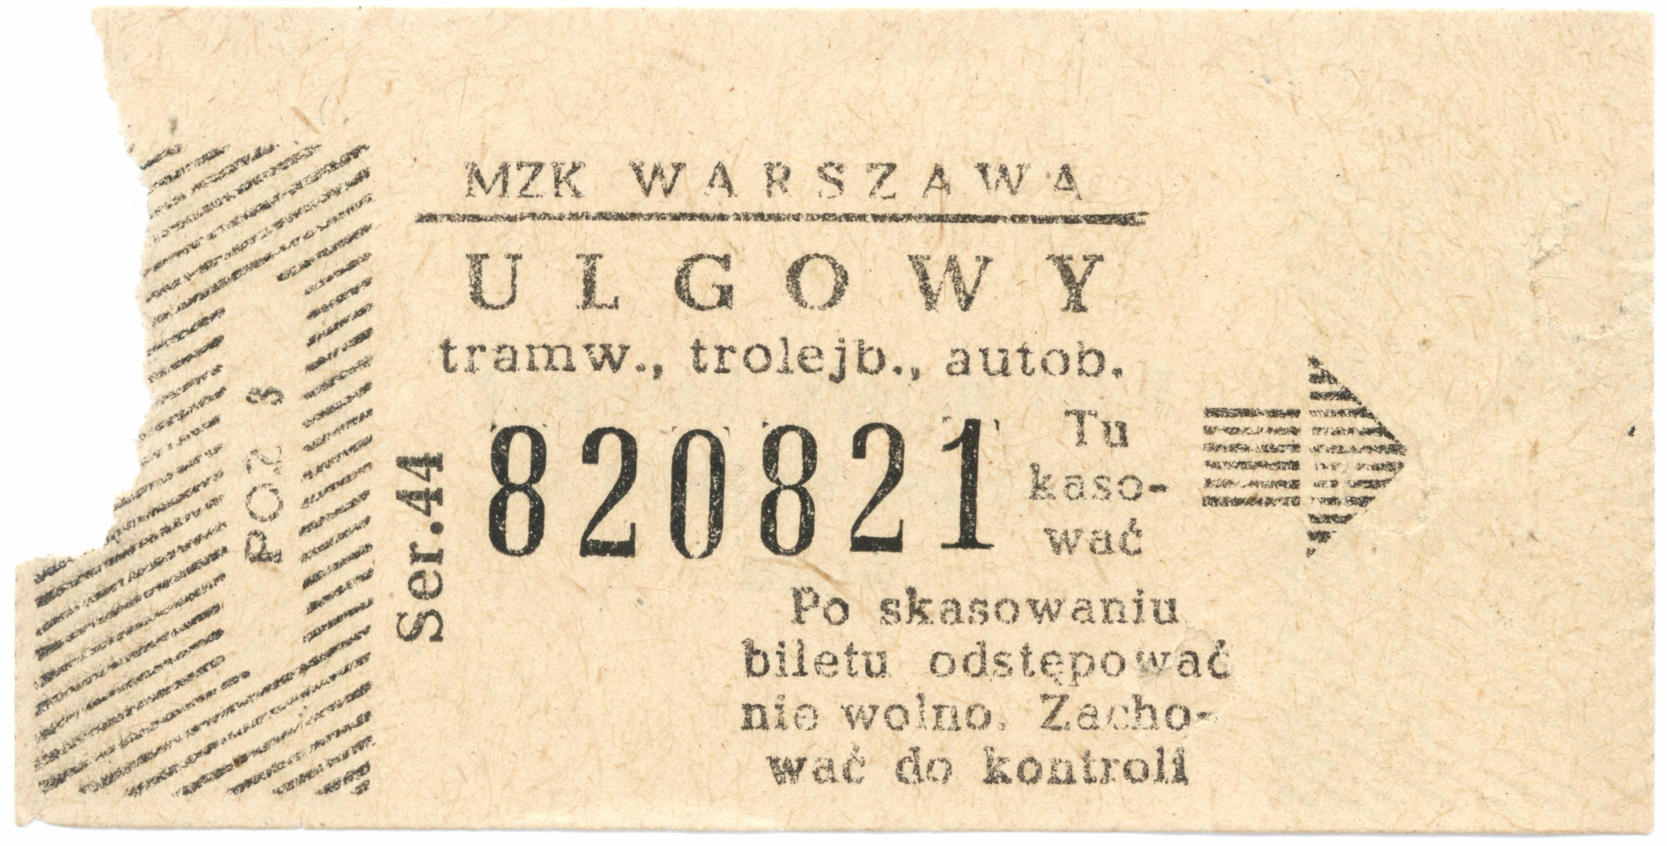 MZK WARSZAWA
ULGOWY
tramw., trolejb., autob.
820821
Ser.44
Tu
kaso-
wać
Po skasowaniu
biletu odstępować
nie wolno. Zacho-
wać do kontroli
POZ 3